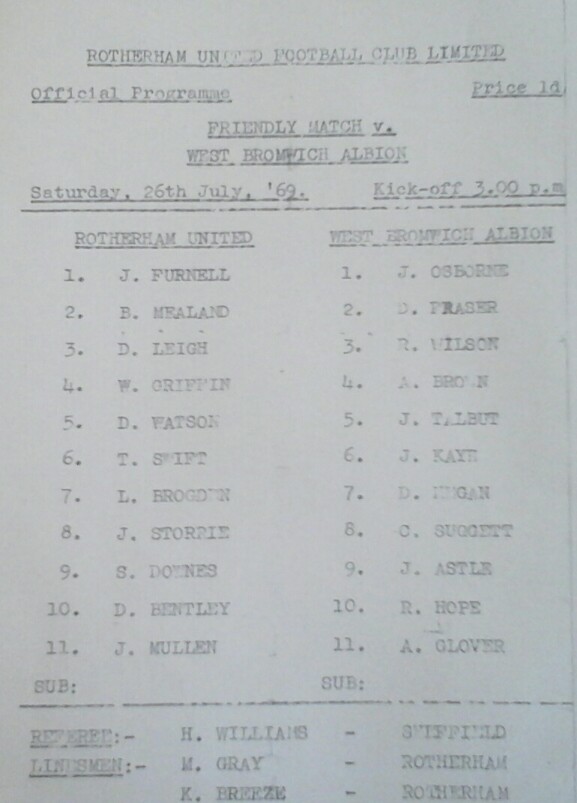 ROTHERHAM UNITED FOOTBALL CLUB LIMITED
Official Programme Price 1d
FRIENDLY MATCH v.
WEST BROMWICH ALBION
Saturday, 26th July, '69. Kick-off 3.00 p.m
ROTHERHAM UNITED WEST BROMWICH ALBION
1. J. FURNELL 1. J. OSBORNE
2. B. MEALAND 2. D. FRASER
3. D. LEIGH 3. R. WILSON
4. W. GRIFFIN 4. A. BROWN
5. D. WATSON 5. J. TALBUT
6. T. SWIFT 6. J. KAYE
7. L. BROGDEN 7. D.
8. J. STORRIE 8. C. SUGGETT
9. S. DOWNES 9. J. ASTLE
10. D. BENTLEY 10. R. HOPE
11. J. MULLEN 11. A. GLOVER
SUB: SUB:
REFEREE:- H. WILLIAMS - SHEFFIELD
LINESMEN:- M. GRAY - ROTHERHAM
K. BREEZE - ROTHERHAM